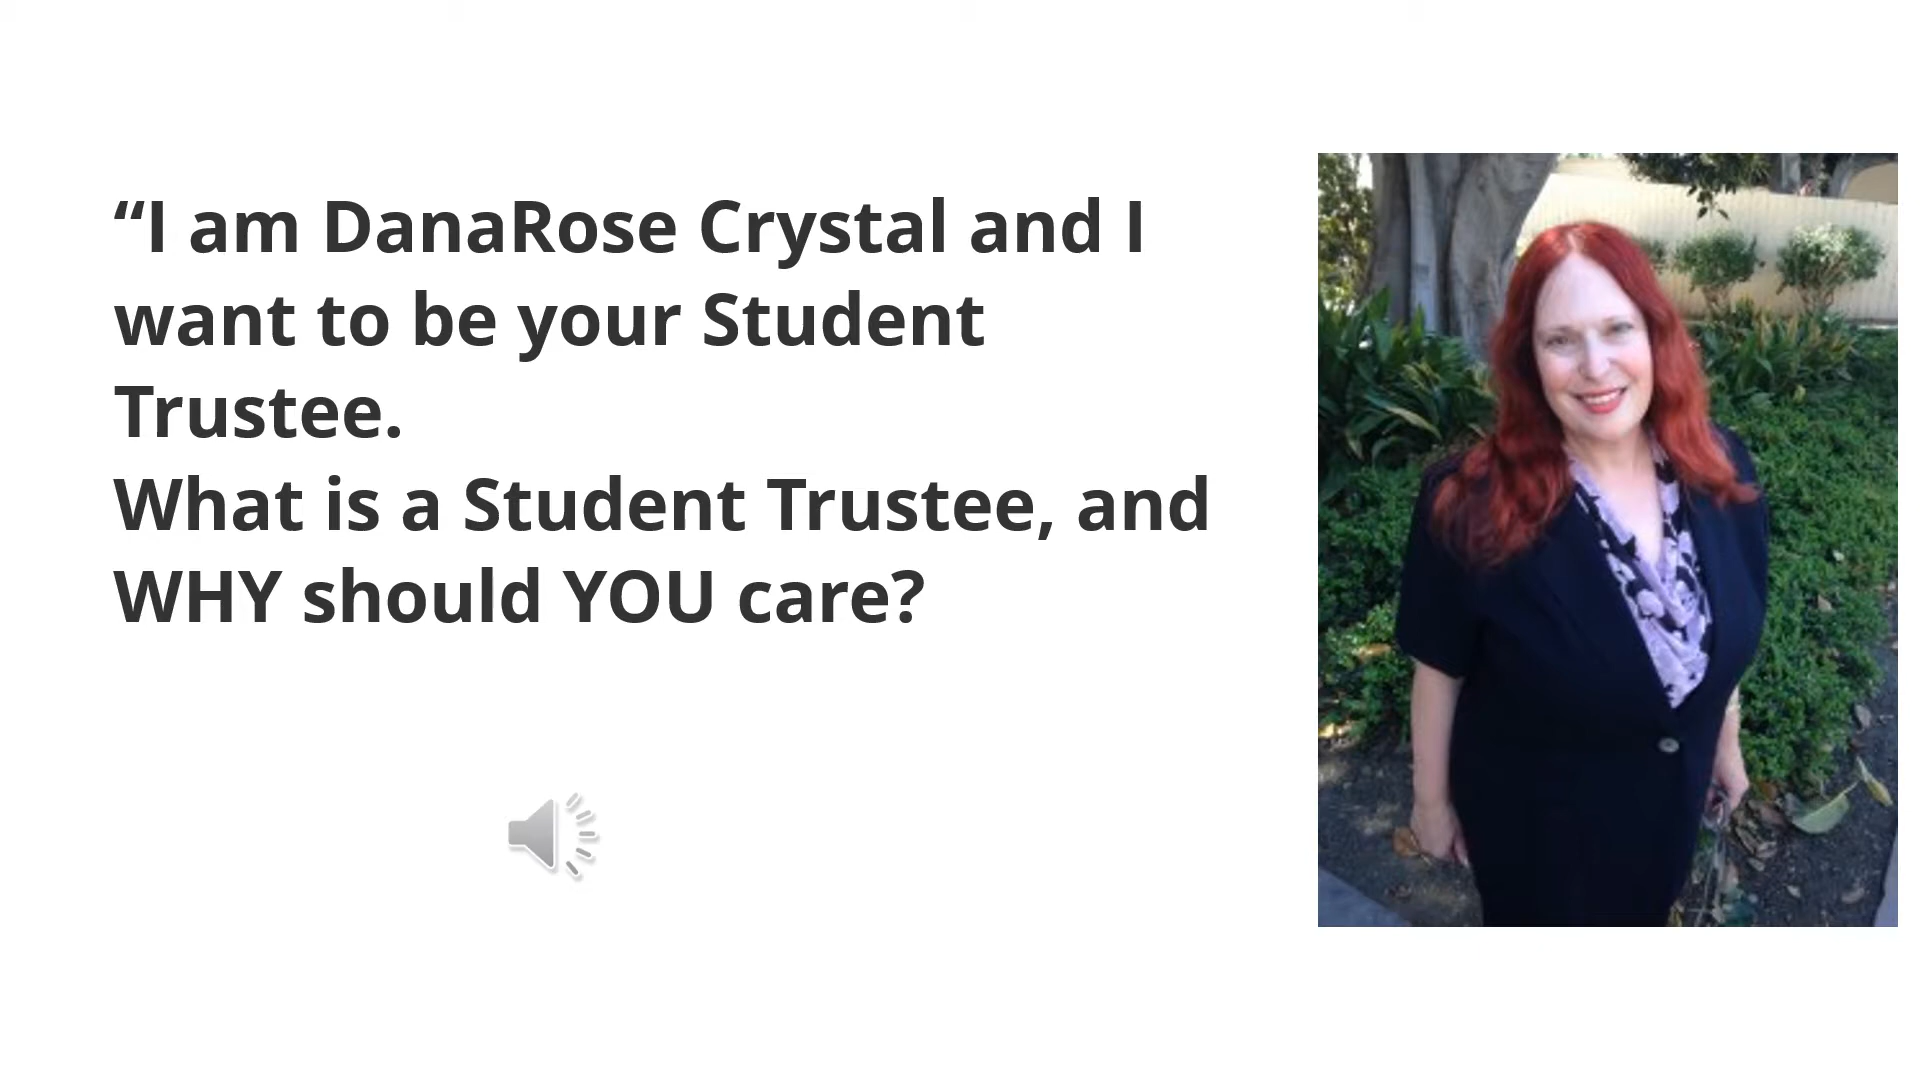 “I am DanaRose Crystal and I
want to be your Student
Trustee.
What is a Student Trustee, and
WHY should YOU care?